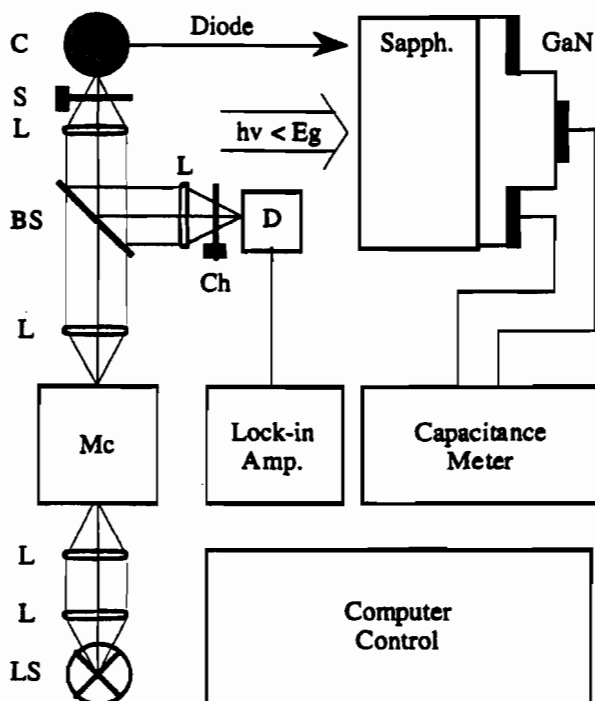 C
Diode
Sapph.
GaN
S
L
hν < Eg
L
BS
D
Ch
L
Mc
Lock-in
Amp.
Capacitance
Meter
L
L
Computer
Control
LS